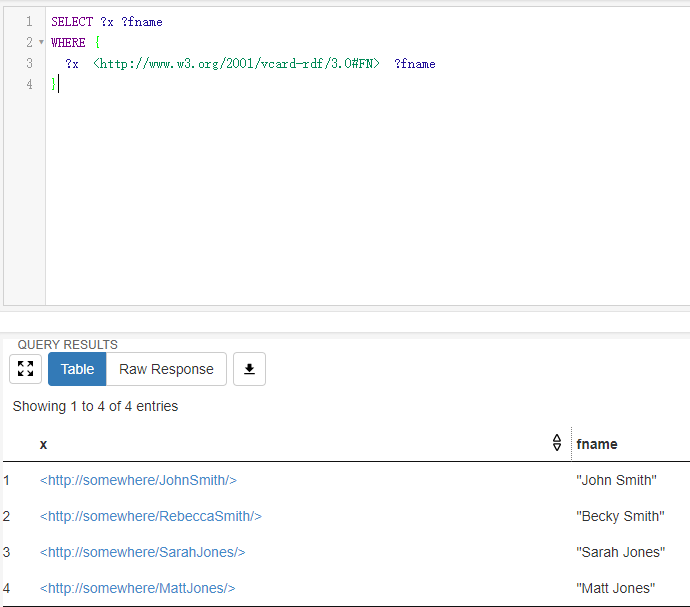 1 SELECT ?x ?fname
2 WHERE {
3 ?x <http://www.w3.org/2001/vcard-rdf/3.0#FN> ?fname
4 }
QUERY RESULTS
Table Raw Response
Showing 1 to 4 of 4 entries
x fname
1 <http://somewhere/JohnSmith/> "John Smith"
2 <http://somewhere/RebeccaSmith/> "Becky Smith"
3 <http://somewhere/SarahJones/> "Sarah Jones"
4 <http://somewhere/MattJones/> "Matt Jones"